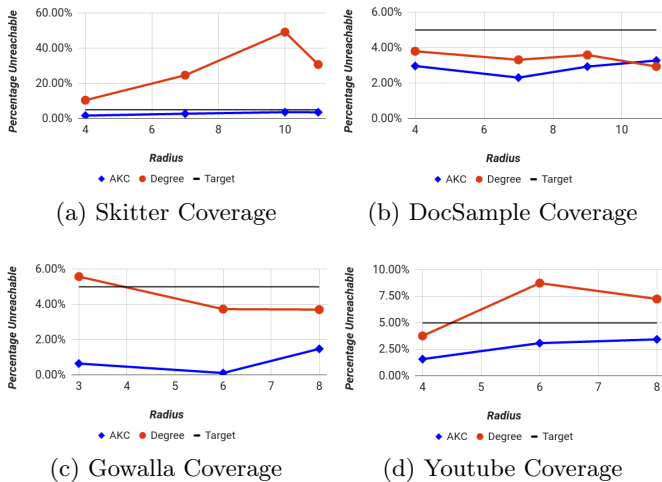 60.00%
40.00%
20.00%
0.00%
4 6 8 10
Percentage Unreachable
Radius
AKC Degree Target
(a) Skitter Coverage
6.00%
4.00%
2.00%
0.00%
4 6 8 10
Percentage Unreachable
Radius
AKC Degree Target
(b) DocSample Coverage
6.00%
4.00%
2.00%
0.00%
3 4 5 6 7 8
Percentage Unreachable
Radius
AKC Degree Target
(c) Gowalla Coverage
10.00%
7.50%
5.00%
2.50%
0.00%
4 5 6 7 8
Percentage Unreachable
Radius
AKC Degree Target
(d) Youtube Coverage